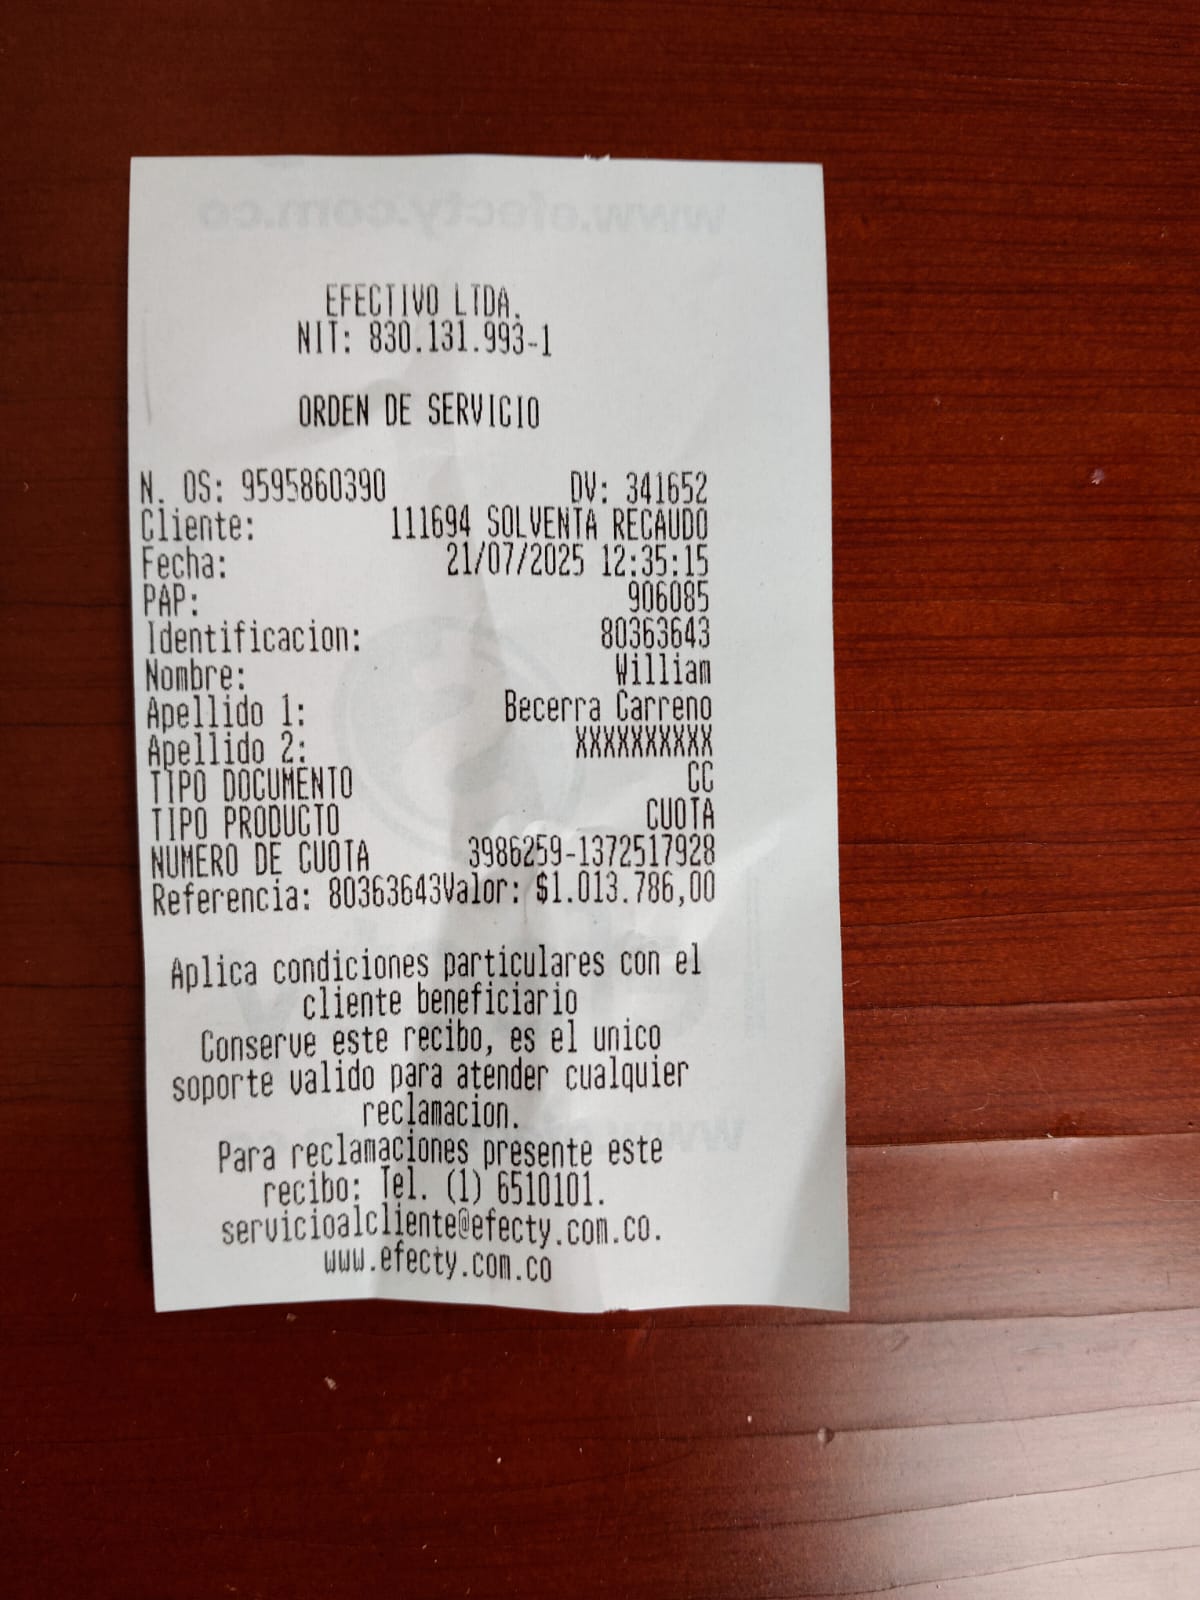 www.efecty.com.co
EFECTIVO LTDA.
NIT: 830.131.993-1
ORDEN DE SERVICIO
N. OS: 9595860390 DV: 341652
Cliente: 111694 SOLVENTA RECAUDO
Fecha: 21/07/2025 12:35:15
PAP: 906085
Identificacion: 80363643
Nombre: William
Apellido 1: Becerra Carreno
Apellido 2: XXXXXXXXXX
TIPO DOCUMENTO CC
TIPO PRODUCTO CUOTA
NUMERO DE CUOTA 3986259-1372517928
Referencia: 80363643Valor: $1.013.786,00
Aplica condiciones particulares con el
cliente beneficiario
Conserve este recibo, es el unico
soporte valido para atender cualquier
reclamacion.
Para reclamaciones presente este
recibo: Tel. (1) 6510101.
servicioalcliente@efecty.com.co.
www.efecty.com.co